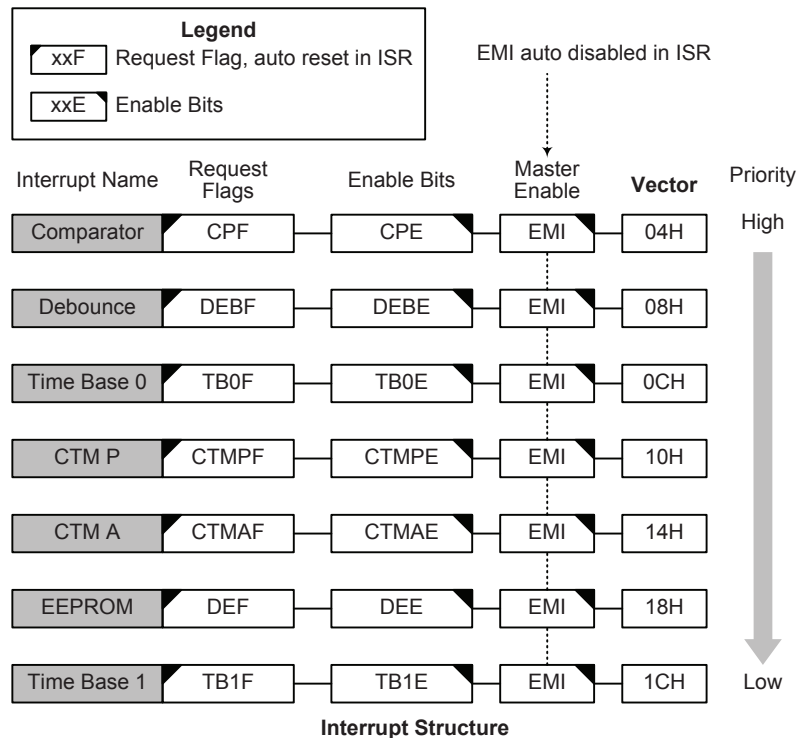 Legend
xxF Request Flag, auto reset in ISR
xxE Enable Bits
EMI auto disabled in ISR
Interrupt Name Request Flags Enable Bits Master Enable Vector Priority
Comparator CPF CPE EMI 04H High
Debounce DEBF DEBE EMI 08H
Time Base 0 TB0F TB0E EMI 0CH
CTM P CTMPF CTMPE EMI 10H
CTM A CTMAF CTMAE EMI 14H
EEPROM DEF DEE EMI 18H
Time Base 1 TB1F TB1E EMI 1CH Low
Interrupt Structure